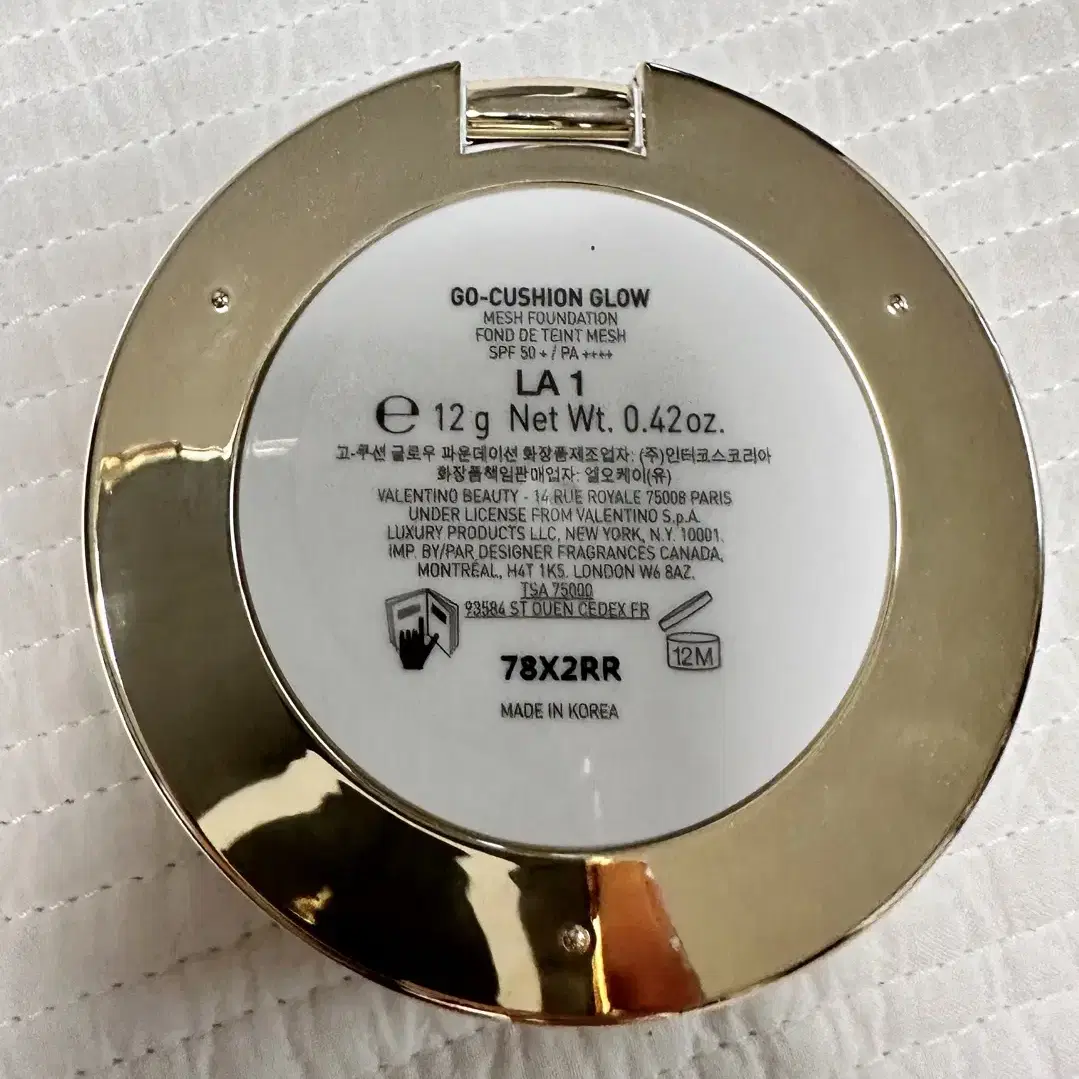 GO-CUSHION GLOW
MESH FOUNDATION
FOND DE TEINT MESH
SPF 50 + / PA ++++
LA 1
℮ 12 g Net Wt. 0.42oz.
고-쿠션 글로우 파운데이션 화장품제조업자: (주)인터코스코리아
화장품책임판매업자: 엘오케이(유)
VALENTINO BEAUTY - 14 RUE ROYALE 75008 PARIS
UNDER LICENSE FROM VALENTINO S.p.A.
LUXURY PRODUCTS LLC, NEW YORK, N.Y. 10001.
IMP. BY/PAR DESIGNER FRAGRANCES CANADA,
MONTRÉAL, H4T 1K5. LONDON W6 8AZ.
TSA 75000
93584 ST OUEN CEDEX FR
12M
78X2RR
MADE IN KOREA